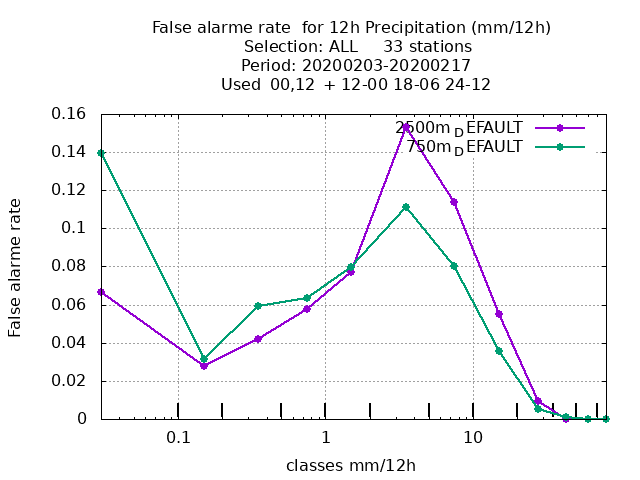 False alarme rate  for 12h Precipitation (mm/12h)
Selection: ALL     33 stations
Period: 20200203-20200217
Used  00,12  + 12-00 18-06 24-12
0.16
2500m_DEFAULT
750m_DEFAULT
0.14
0.12
0.1
0.08
0.06
0.04
0.02
0
False alarme rate
0.1
1
10
classes mm/12h